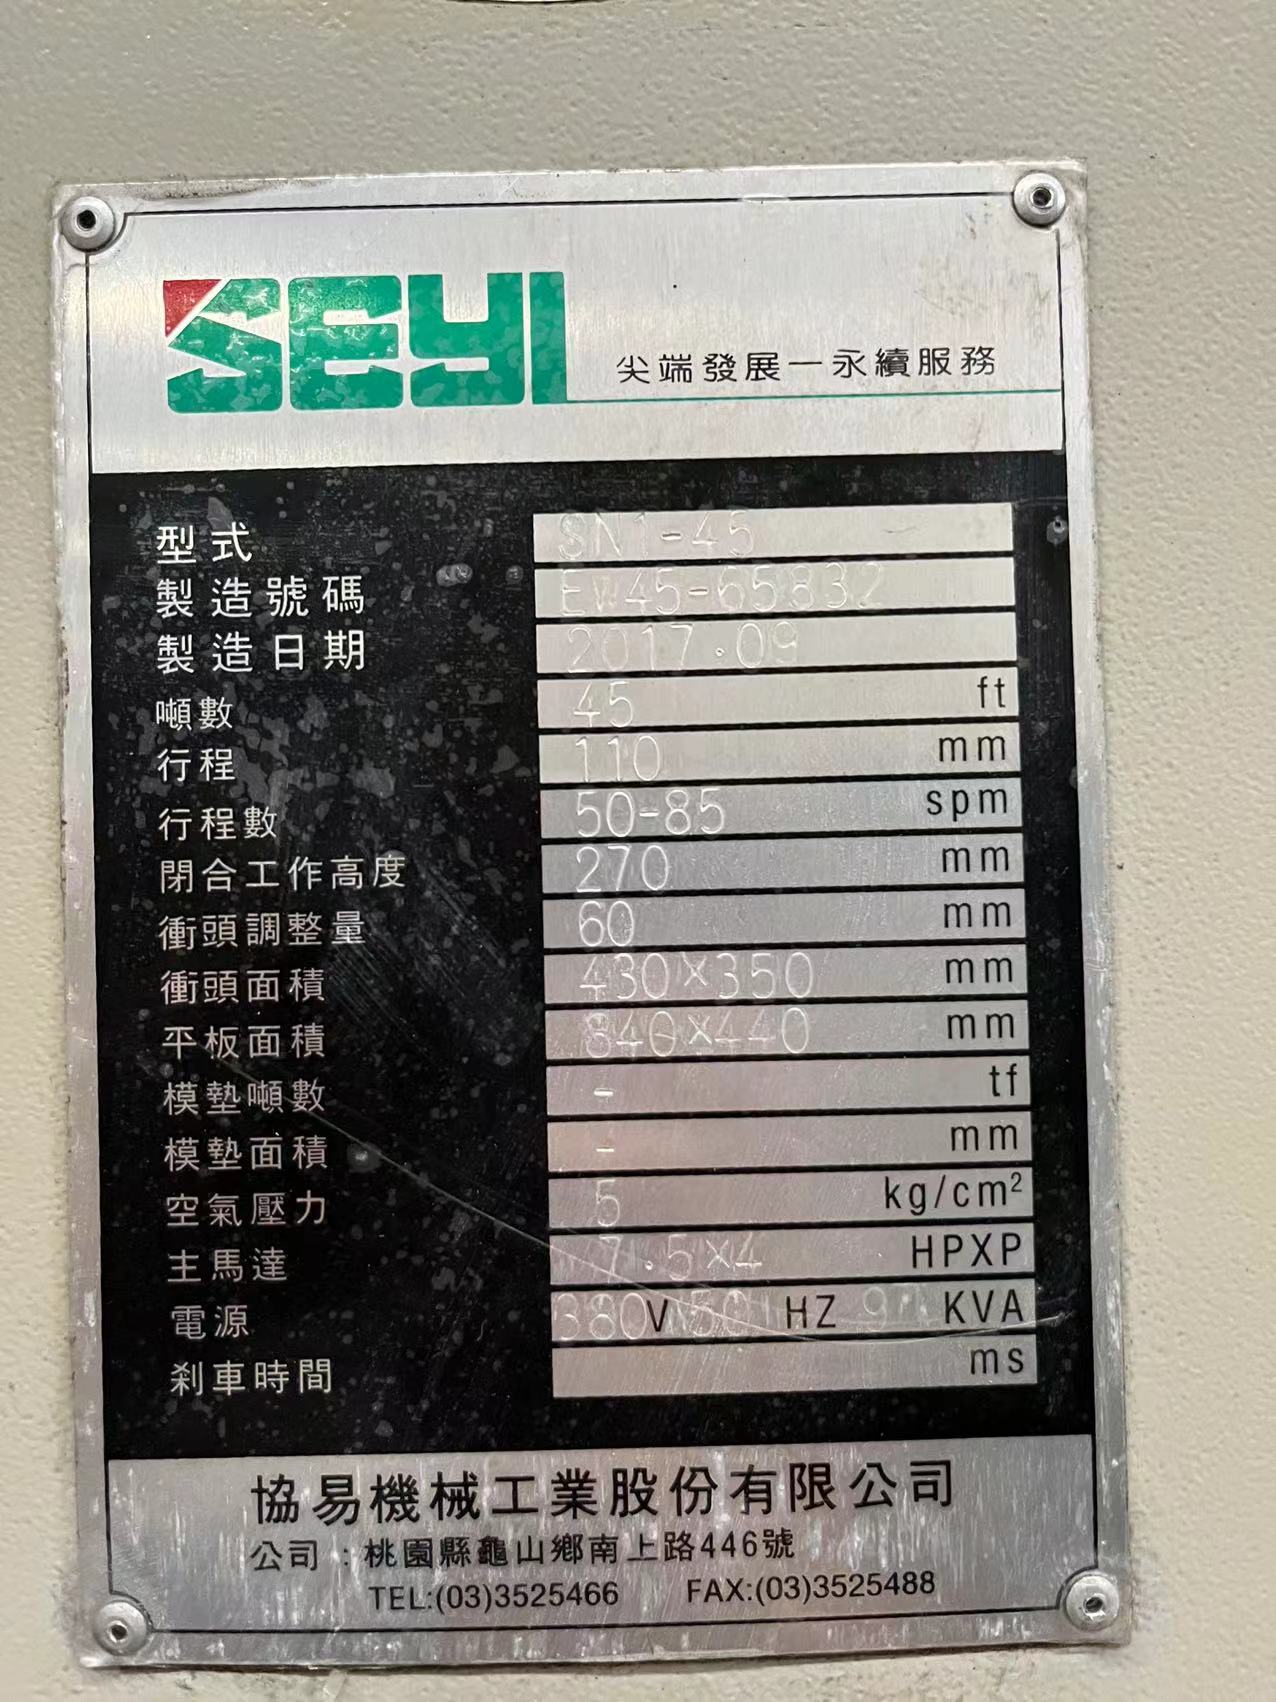 SEYI
尖端發展一永續服務
型式 SN1-45
製造號碼 EW45-65832
製造日期 2017.09
噸數 45 ft
行程 110 mm
行程數 50-85 spm
閉合工作高度 270 mm
衝頭調整量 60 mm
衝頭面積 430×350 mm
平板面積 840×440 mm
模墊噸數 - tf
模墊面積 - mm
空氣壓力 5 kg/cm²
主馬達 7.5×4 HPXP
電源 380 V 50 HZ KVA
剎車時間 ms
協易機械工業股份有限公司
公司：桃園縣龜山鄉南上路446號
TEL:(03)3525466 FAX:(03)3525488